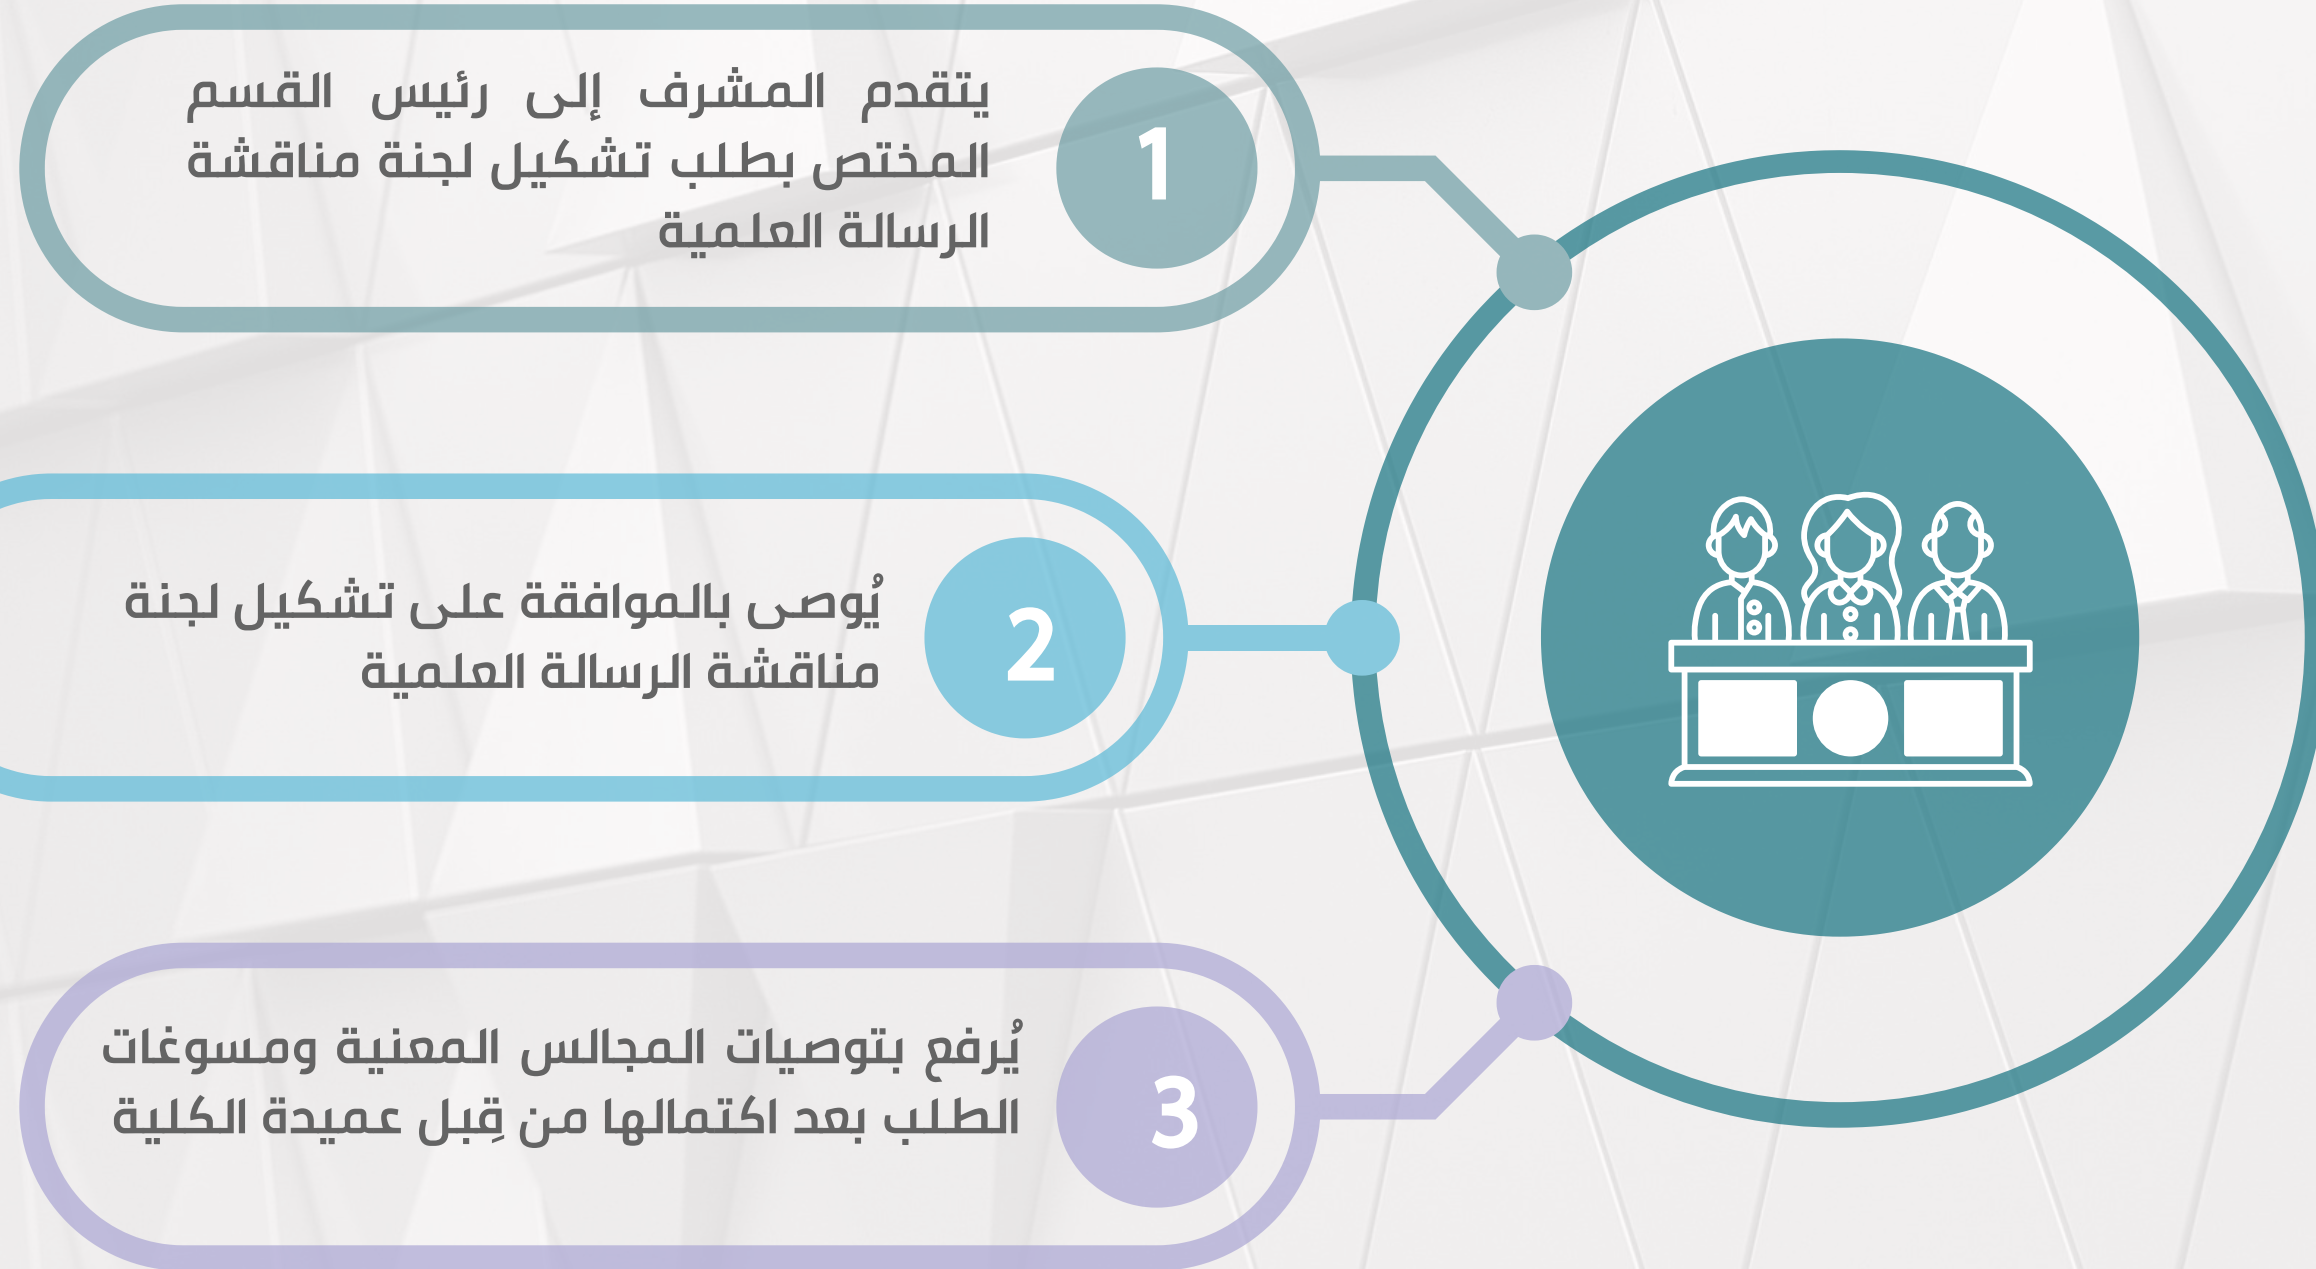 1
يتقدم المشرف إلى رئيس القسم
المختص بطلب تشكيل لجنة مناقشة
الرسالة العلمية
2
يُوصى بالموافقة على تشكيل لجنة
مناقشة الرسالة العلمية
3
يُرفع بتوصيات المجالس المعنية ومسوغات
الطلب بعد اكتمالها من قِبل عميدة الكلية